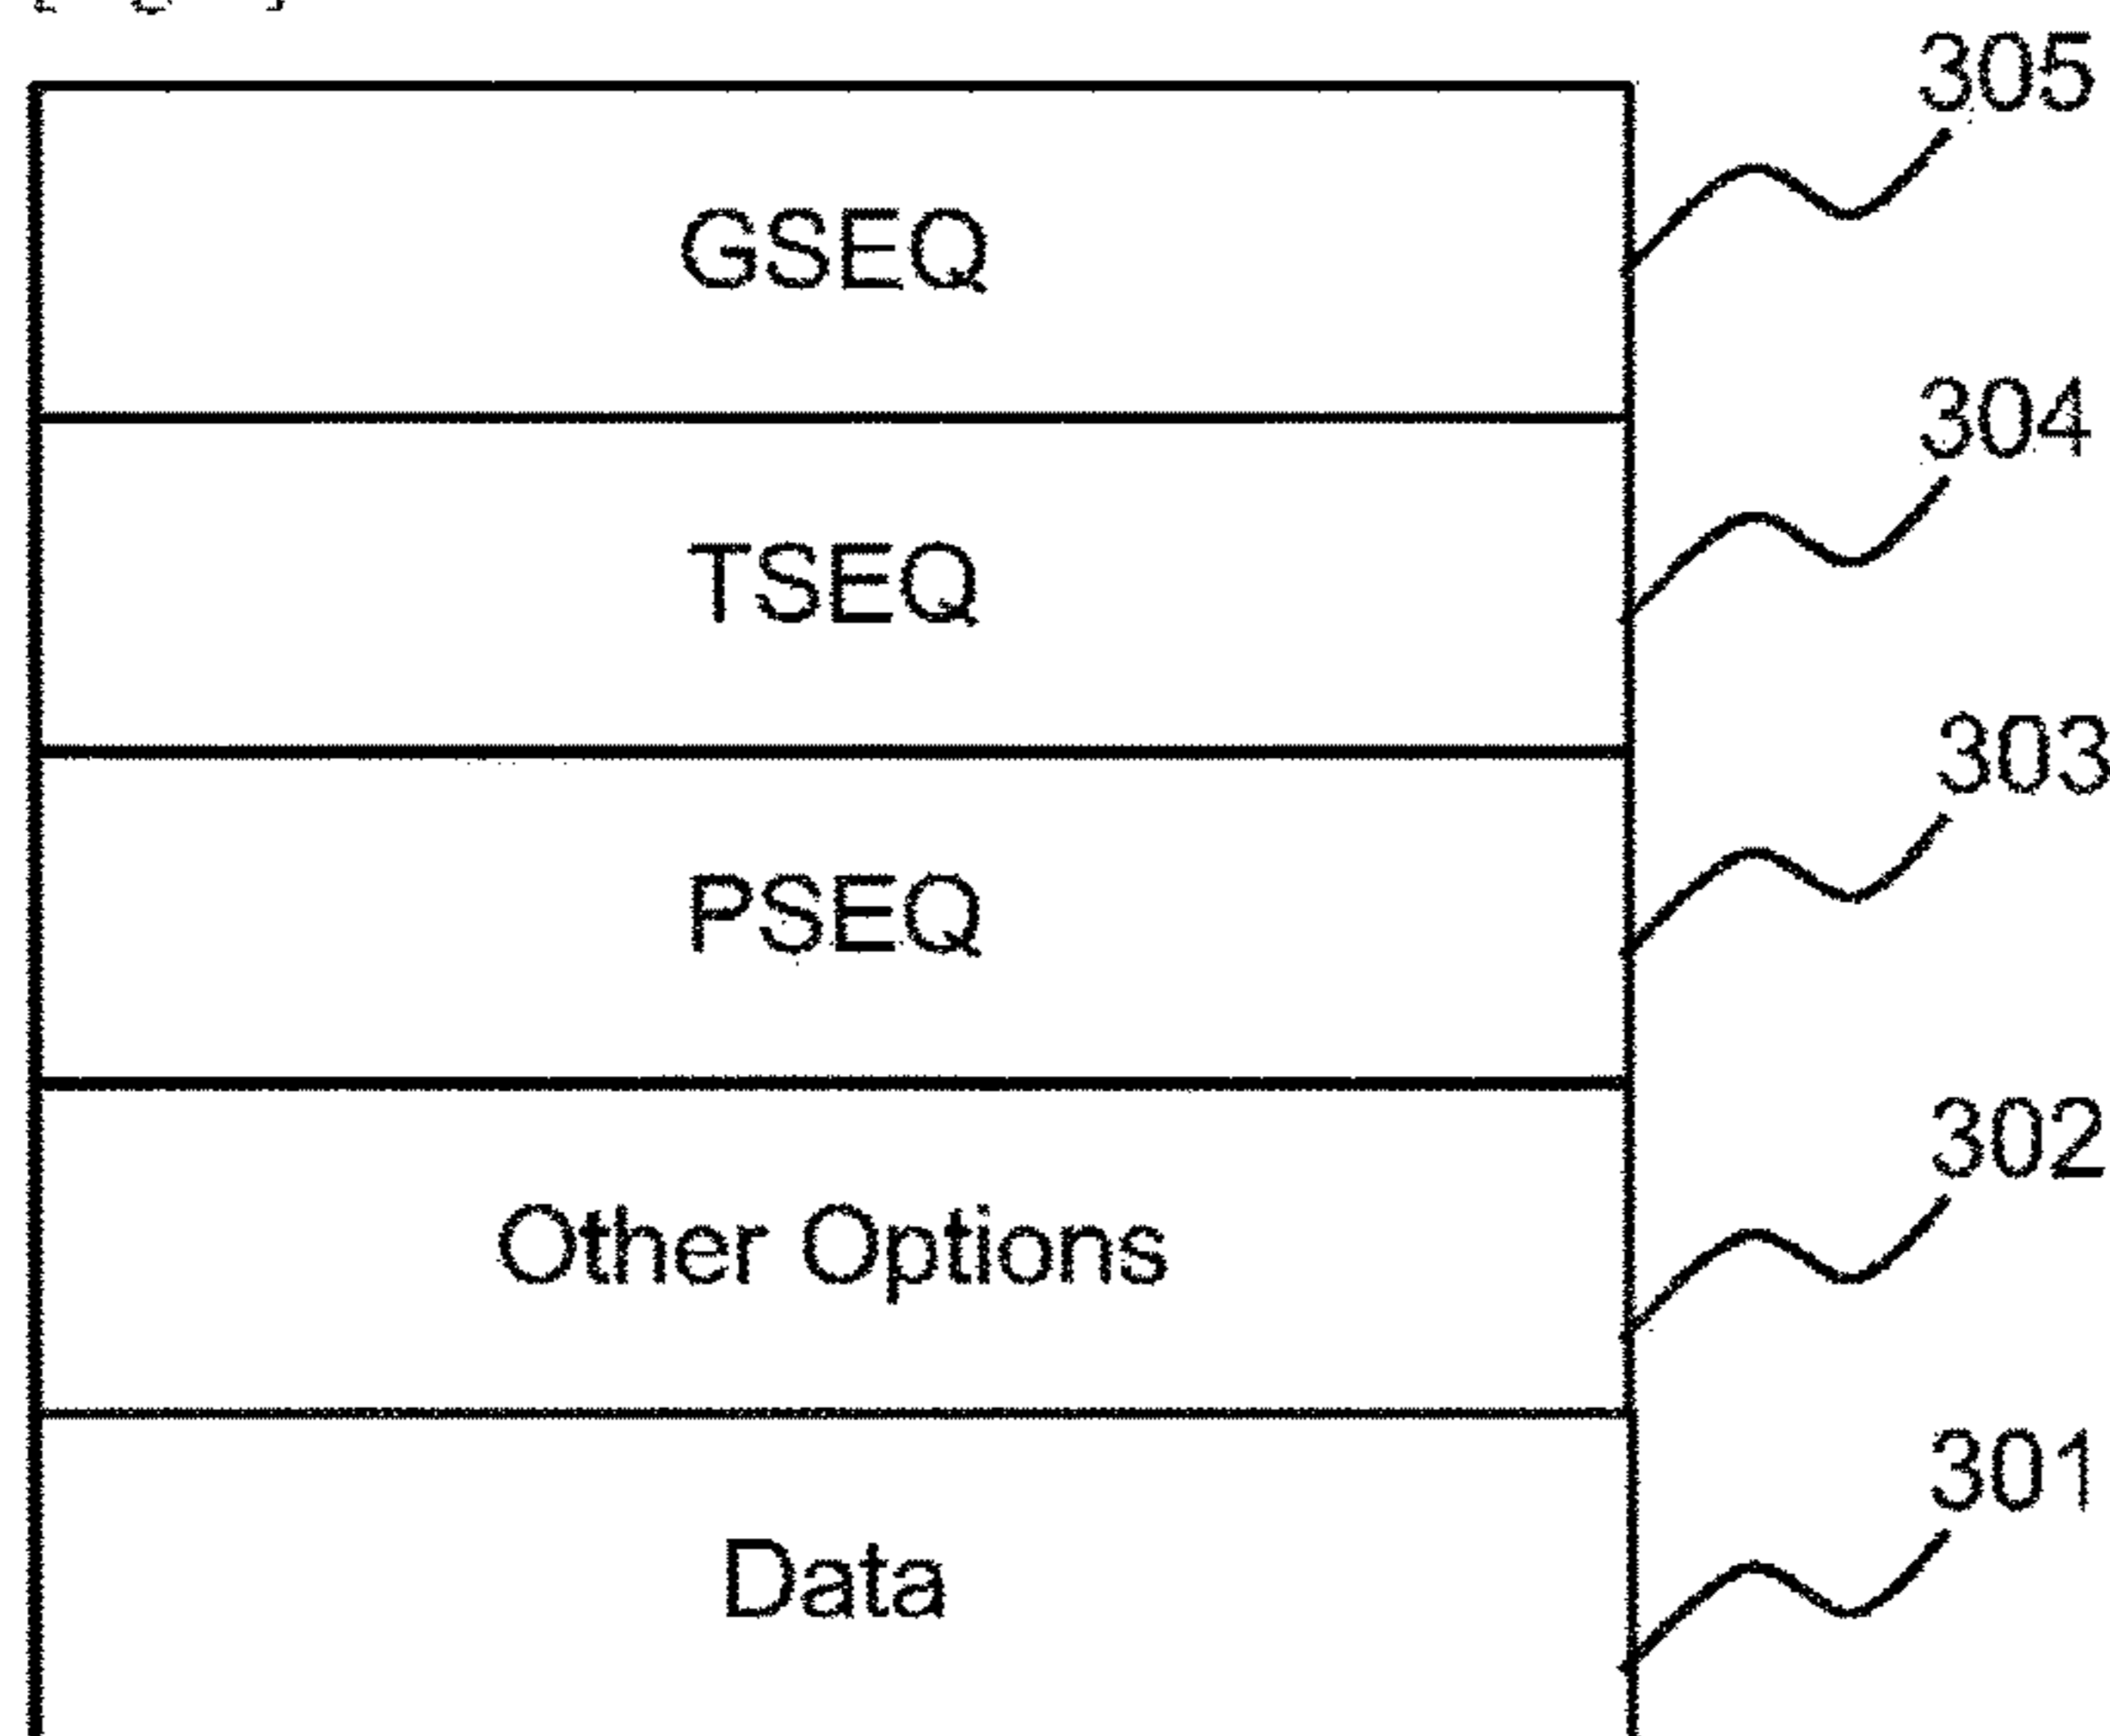 305
GSEQ
304
TSEQ
303
PSEQ
302
Other Options
301
Data